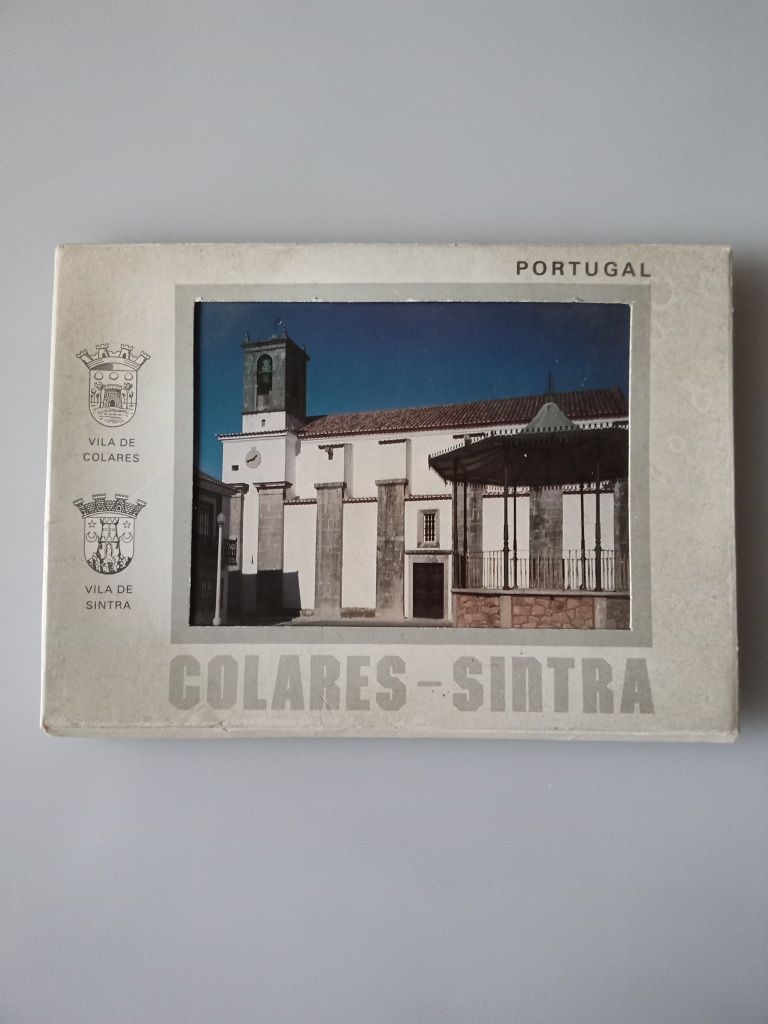 PORTUGAL
VILA DE
COLARES
VILA DE
SINTRA
COLARES-SINTRA